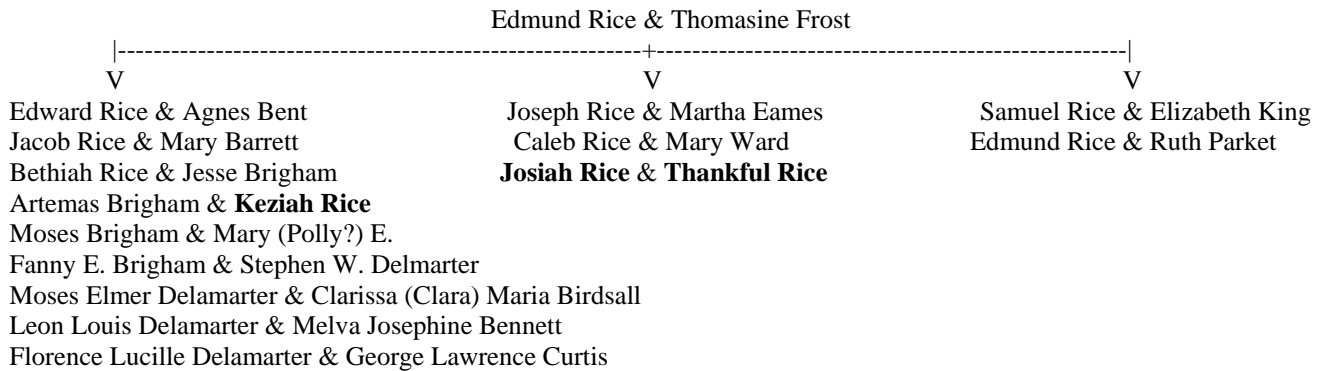 Edmund Rice & Thomasine Frost
|-----------------------------------------------------------+-----------------------------------------------------|
V V V
Edward Rice & Agnes Bent Joseph Rice & Martha Eames Samuel Rice & Elizabeth King
Jacob Rice & Mary Barrett Caleb Rice & Mary Ward Edmund Rice & Ruth Parket
Bethiah Rice & Jesse Brigham Josiah Rice & Thankful Rice
Artemas Brigham & Keziah Rice
Moses Brigham & Mary (Polly?) E.
Fanny E. Brigham & Stephen W. Delmarter
Moses Elmer Delamarter & Clarissa (Clara) Maria Birdsall
Leon Louis Delamarter & Melva Josephine Bennett
Florence Lucille Delamarter & George Lawrence Curtis